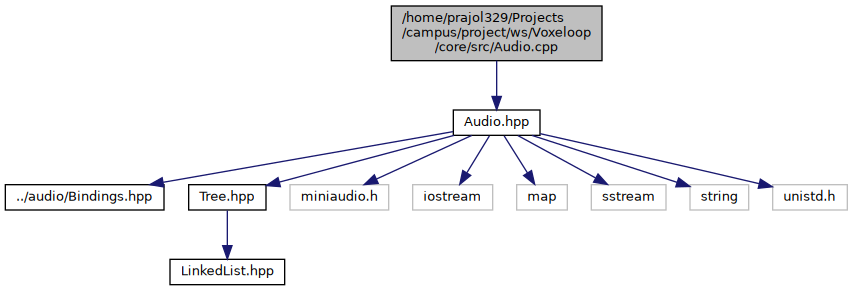 /home/prajol329/Projects
/campus/project/ws/Voxeloop
/core/src/Audio.cpp
Audio.hpp
../audio/Bindings.hpp
Tree.hpp
miniaudio.h
iostream
map
sstream
string
unistd.h
LinkedList.hpp